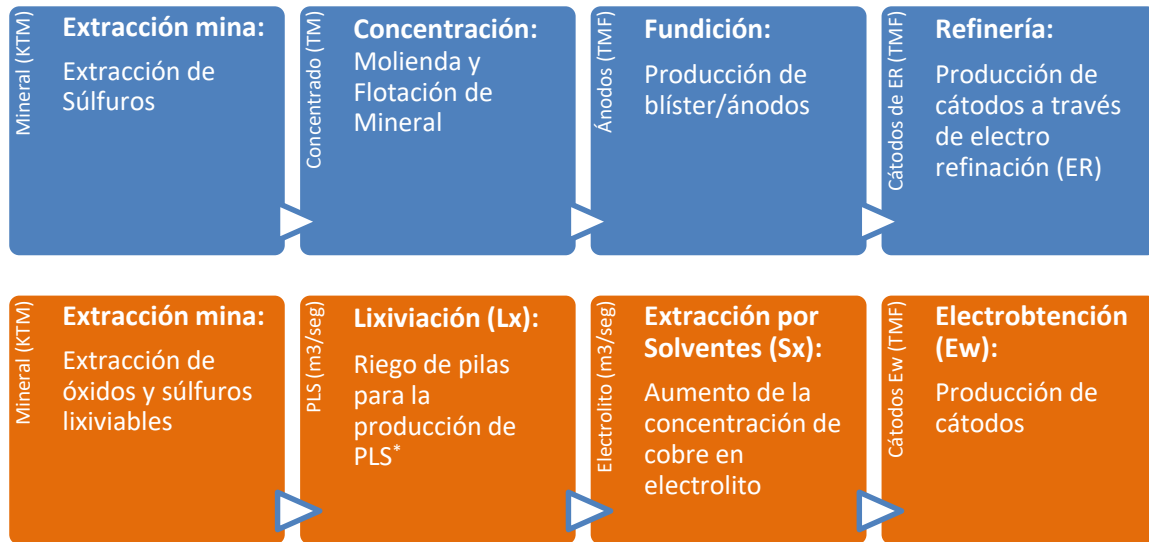 Mineral (KTM)
Extracción mina:
Extracción de
Súlfuros
Concentrado (TM)
Concentración:
Molienda y
Flotación de
Mineral
Ánodos (TMF)
Fundición:
Producción de
blíster/ánodos
Cátodos de ER (TMF)
Refinería:
Producción de
cátodos a través
de electro
refinación (ER)
Mineral (KTM)
Extracción mina:
Extracción de
óxidos y súlfuros
lixiviables
PLS (m3/seg)
Lixiviación (Lx):
Riego de pilas
para la
producción de
PLS*
Electrolito (m3/seg)
Extracción por
Solventes (Sx):
Aumento de la
concentración de
cobre en
electrolito
Cátodos Ew (TMF)
Electrobtención
(Ew):
Producción de
cátodos